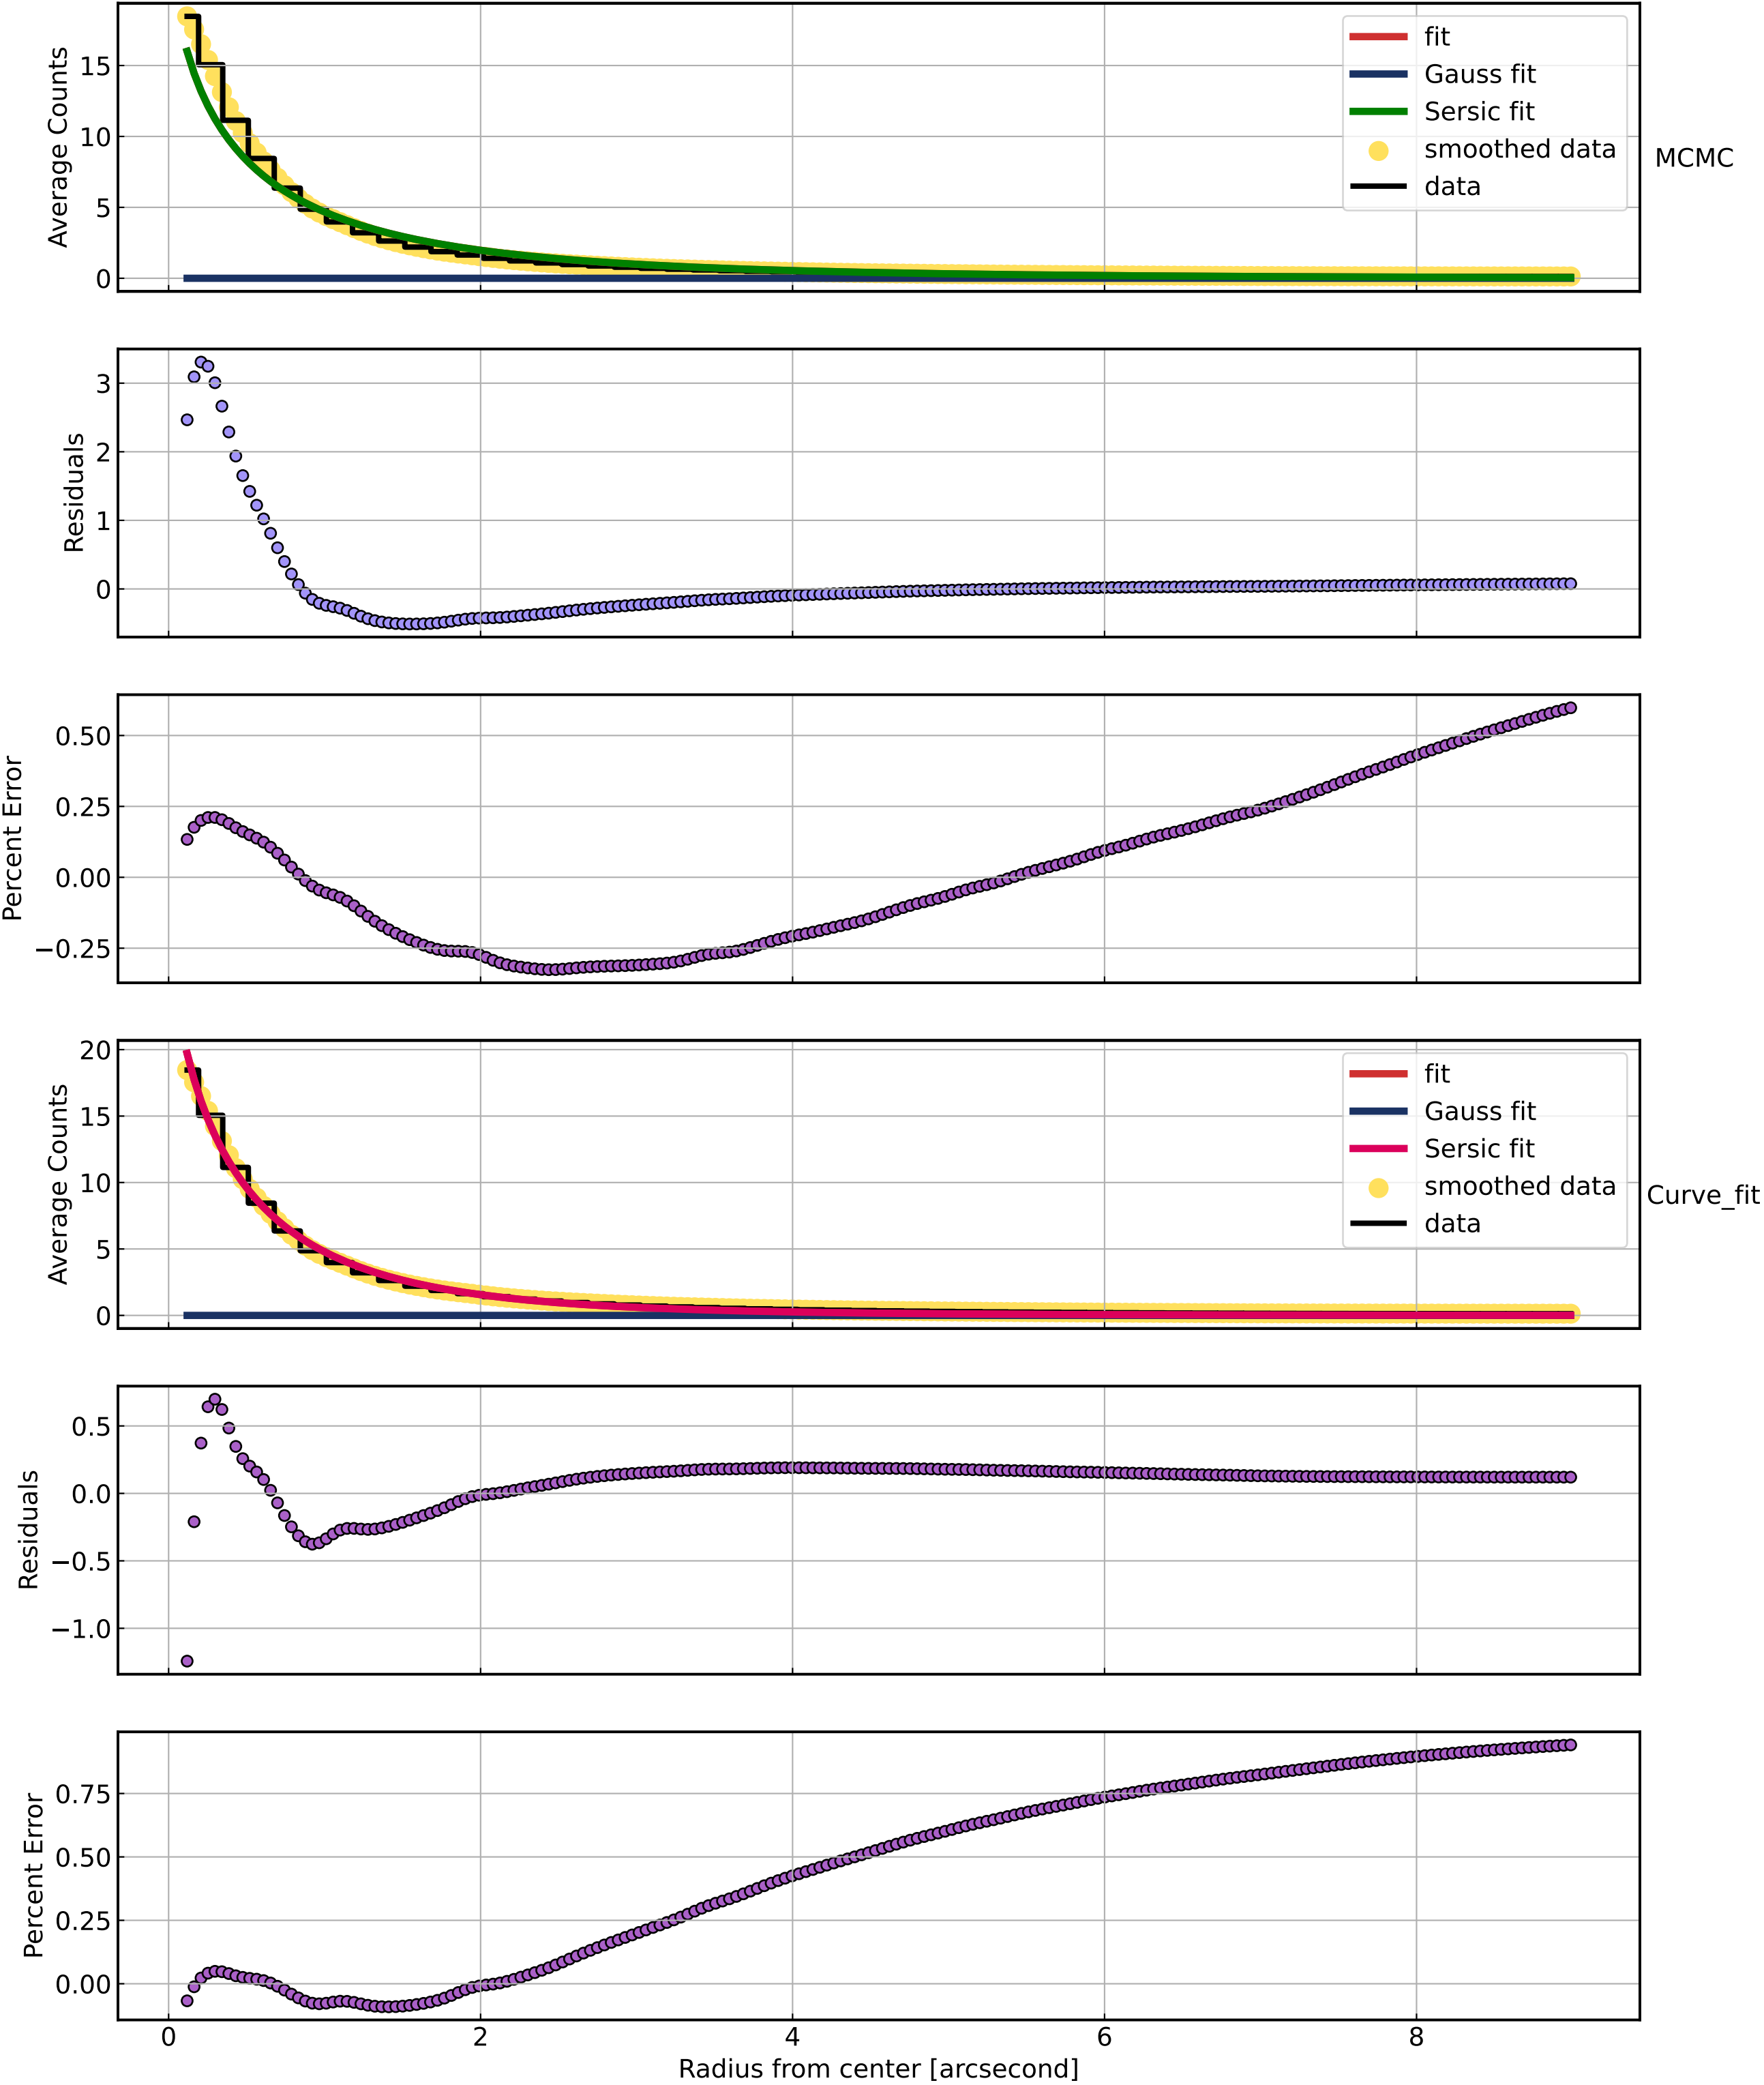 15
10
5
0
Average Counts
fit
Gauss fit
Sersic fit
smoothed data
data
MCMC
3
2
1
0
Residuals
0.50
0.25
0.00
−0.25
Percent Error
20
15
10
5
0
Average Counts
fit
Gauss fit
Sersic fit
smoothed data
data
Curve_fit
0.5
0.0
−0.5
−1.0
Residuals
0.75
0.50
0.25
0.00
Percent Error
0 2 4 6 8
Radius from center [arcsecond]